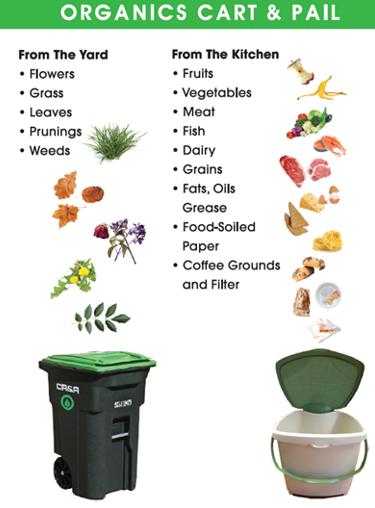 ORGANICS CART & PAIL
From The Yard
• Flowers
• Grass
• Leaves
• Prunings
• Weeds
From The Kitchen
• Fruits
• Vegetables
• Meat
• Fish
• Dairy
• Grains
• Fats, Oils
Grease
• Food-Soiled
Paper
• Coffee Grounds
and Filter
CR&R